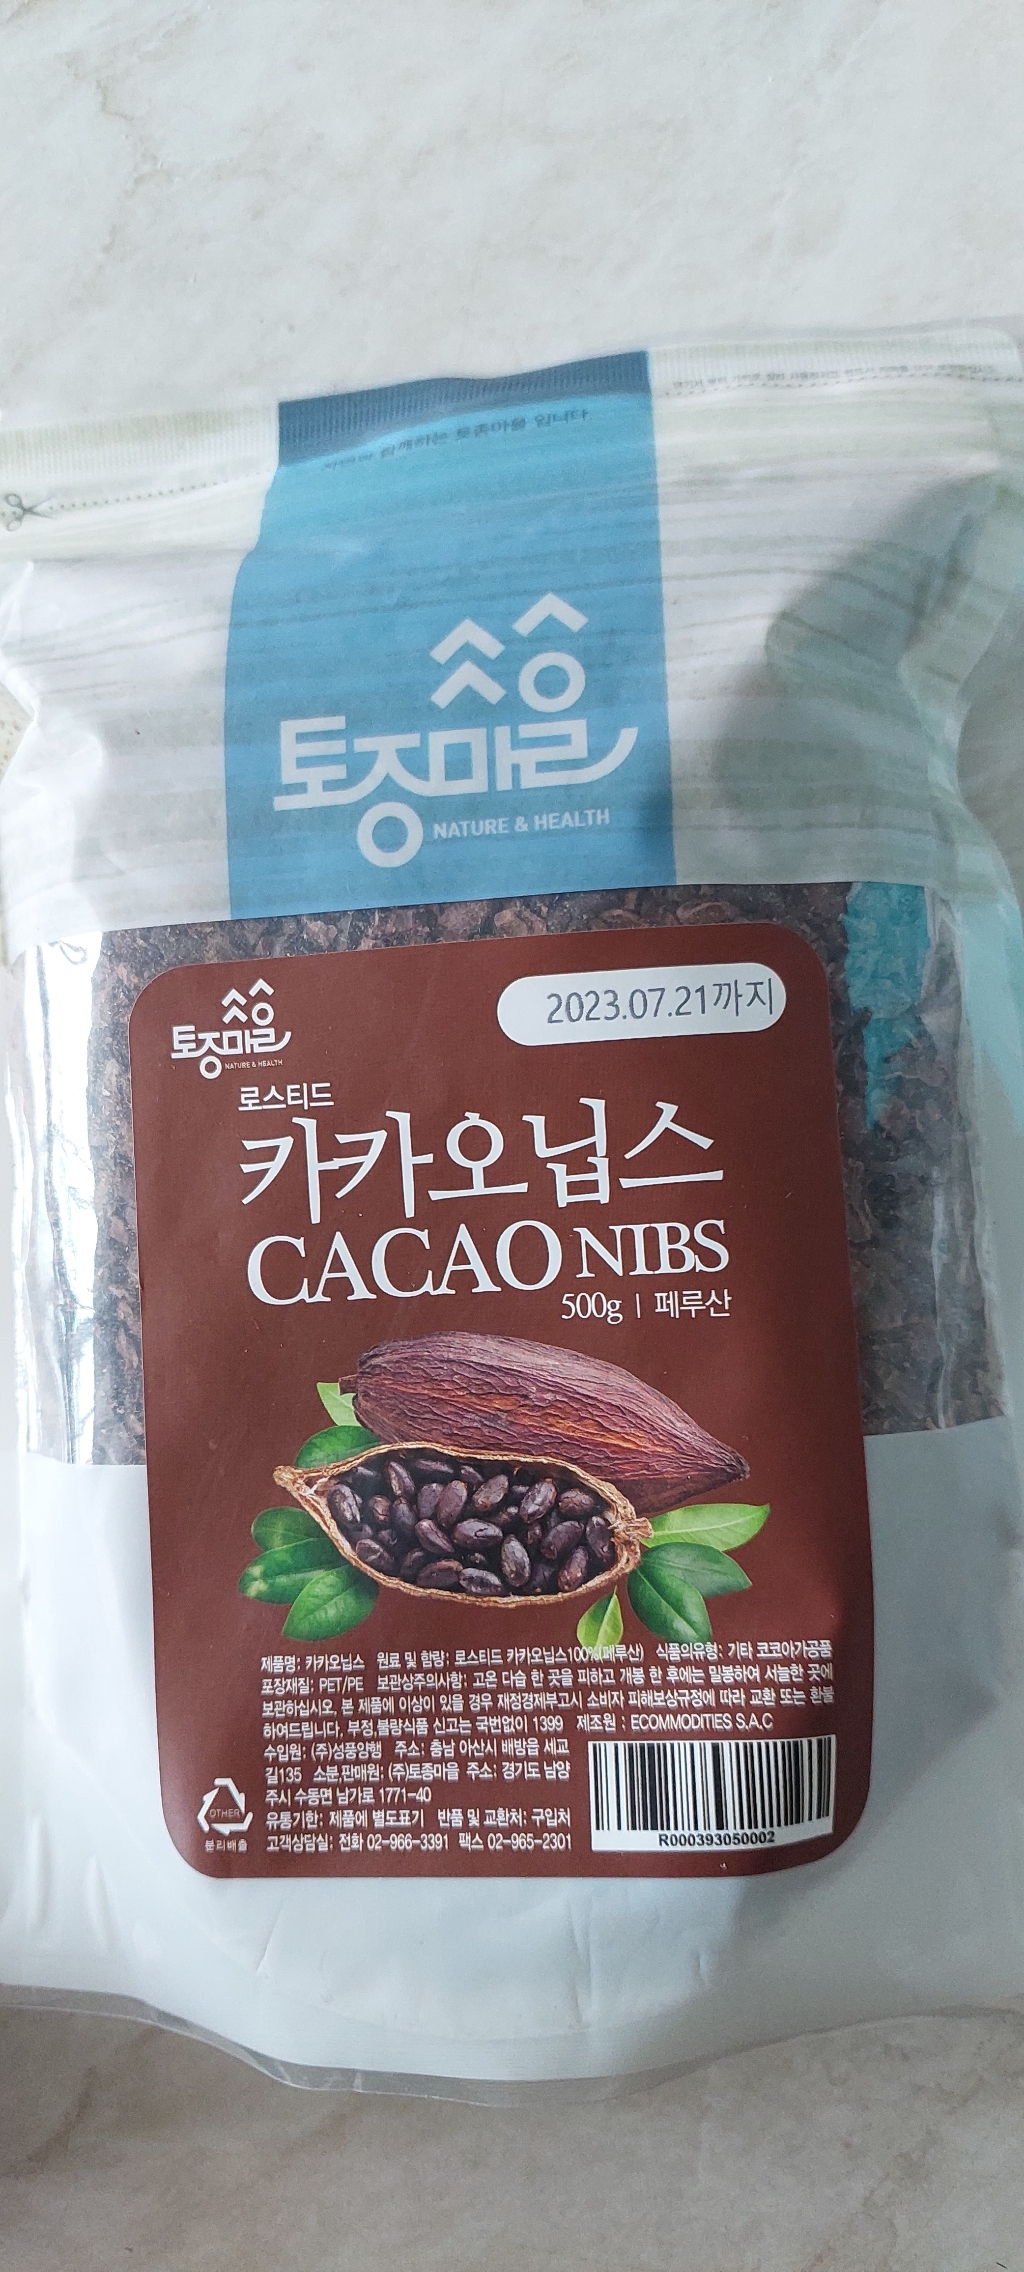 토종마을
NATURE & HEALTH
토종마을
NATURE & HEALTH
2023.07.21까지
로스티드
카카오닙스
CACAO NIBS
500g | 페루산
제품명: 카카오닙스 원료 및 함량: 로스티드 카카오닙스100%(페루산) 식품의유형: 기타 코코아가공품
포장재질: PET/PE 보관상주의사항: 고온 다습 한 곳을 피하고 개봉 한 후에는 밀봉하여 서늘한 곳에
보관하십시오. 본 제품에 이상이 있을 경우 재정경제부고시 소비자 피해보상규정에 따라 교환 또는 환불
하여드립니다. 부정,불량식품 신고는 국번없이 1399 제조원 : ECOMMODITIES S.A.C
수입원: (주)성풍양행 주소: 충남 아산시 배방읍 세교
길135 소분,판매원: (주)토종마을 주소: 경기도 남양
주시 수동면 남가로 1771-40
유통기한: 제품에 별도표기 반품 및 교환처: 구입처
고객상담실: 전화 02-966-3391 팩스 02-965-2301
OTHER
분리배출
R000393050002